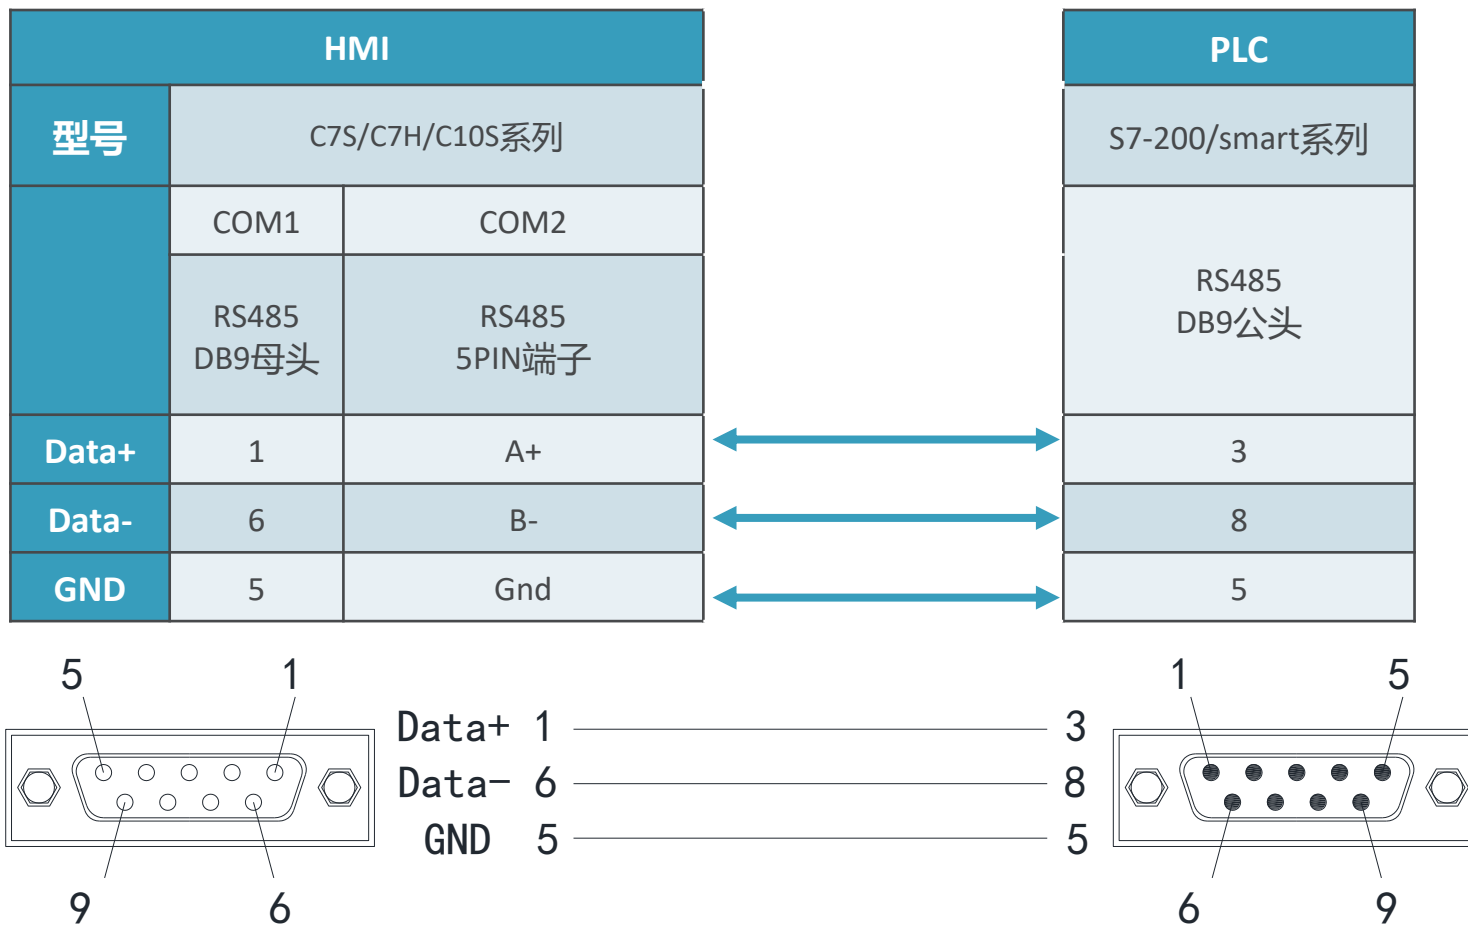 HMI
PLC
型号
C7S/C7H/C10S系列
S7-200/smart系列
COM1
COM2
RS485
DB9母头
RS485
5PIN端子
RS485
DB9公头
Data+
1
A+
3
Data-
6
B-
8
GND
5
Gnd
5
5
1
Data+ 1
3
Data- 6
8
GND 5
5
9
6
1
5
6
9